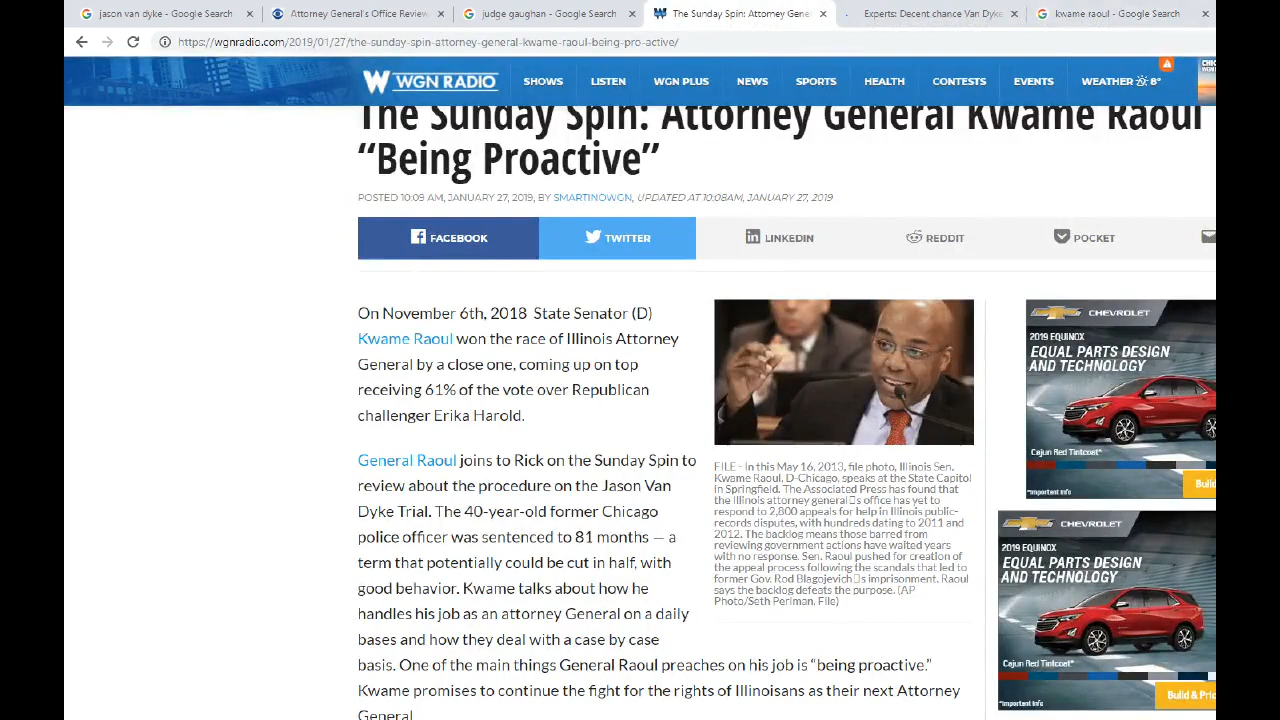 jason van dyke - Google Search
Attorney General's Office Review
judge vaughan - Google Search
The Sunday Spin: Attorney Gene
Experts: Decent chance Van Dyke
kwame raoul - Google Search
https://wgnradio.com/2019/01/27/the-sunday-spin-attorney-general-kwame-raoul-being-pro-active/
WGN RADIO
SHOWS LISTEN WGN PLUS NEWS SPORTS HEALTH CONTESTS EVENTS WEATHER 8°
The Sunday Spin: Attorney General Kwame Raoul
“Being Proactive”
POSTED 10:09 AM, JANUARY 27, 2019, BY SMARTINOWGN, UPDATED AT 10:08AM, JANUARY 27, 2019
FACEBOOK TWITTER LINKEDIN REDDIT POCKET
On November 6th, 2018 State Senator (D)
Kwame Raoul won the race of Illinois Attorney
General by a close one, coming up on top
receiving 6.1% of the vote over Republican
challenger Erika Harold.
General Raoul joins to Rick on the Sunday Spin to
review about the procedure on the Jason Van
Dyke Trial. The 40-year-old former Chicago
police officer was sentenced to 81 months — a
term that potentially could be cut in half, with
good behavior. Kwame talks about how he
handles his job as Attorney General on a daily
bases and how they go with a case by case
basis. One of the main things General Raoul preaches on his job is “being proactive.”
Kwame promises to continue the fight for the rights of Illinoisans as their next Attorney
General
FILE - In this May 16, 2013, file photo, Illinois Sen.
Kwame Raoul, D-Chicago, speaks at the State Capitol
in Springfield. The Associated Press has found that
the Illinois attorney general□s office has yet to
respond to 2,800 appeals for help in Illinois public-
records disputes, with hundreds dating to 2011 and
2012. The backlog means those barred from
reviewing government actions have waited years
with no response. Sen. Raoul pushed for creation of
the appeal process following the scandals that led to
former Gov. Rod Blagojevich□s imprisonment. Raoul
says the backlog defeats the purpose. (AP
Photo/Seth Perlman, File)
CHEVROLET
2019 EQUINOX
EQUAL PARTS DESIGN
AND TECHNOLOGY
Cajun Red Tintcoat*
*Important Info
Build
CHEVROLET
2019 EQUINOX
EQUAL PARTS DESIGN
AND TECHNOLOGY
Cajun Red Tintcoat*
*Important Info
Build & Pric